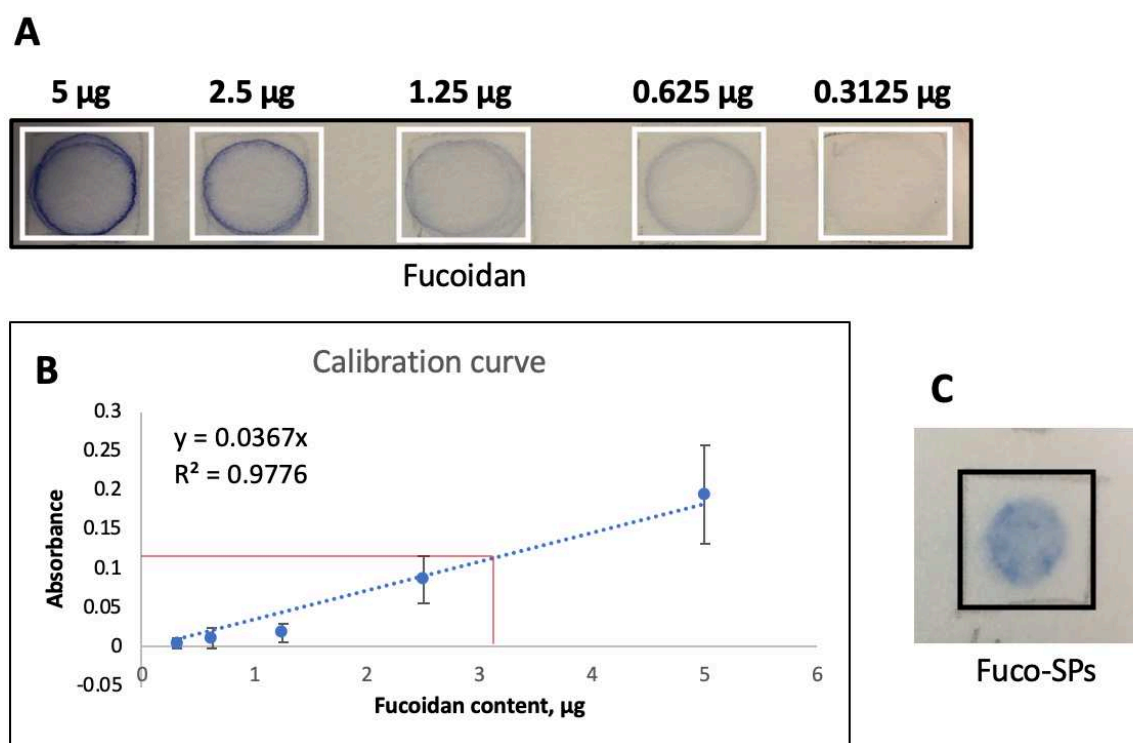 A
5 µg 2.5 µg 1.25 µg 0.625 µg 0.3125 µg
Fucoidan
B
Calibration curve
y = 0.0367x
R² = 0.9776
Absorbance
0.3
0.25
0.2
0.15
0.1
0.05
0
-0.05
0 1 2 3 4 5 6
Fucoidan content, µg
C
Fuco-SPs